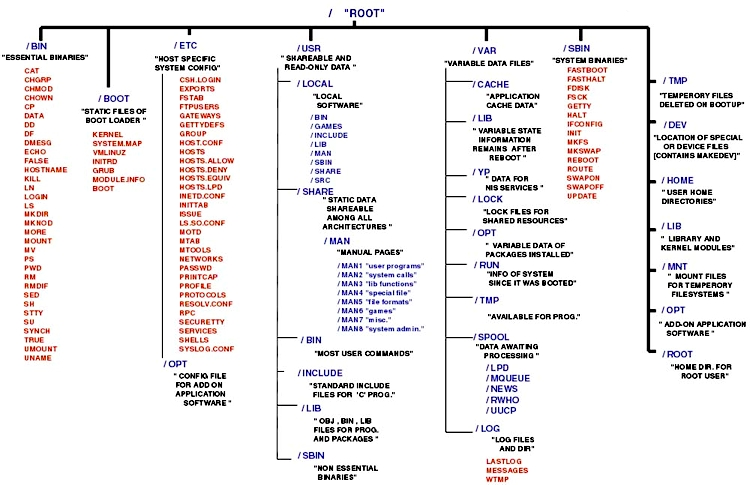 / "ROOT"
/ BIN
"ESSENTIAL BINARIES"
CAT
CHGRP
CHMOD
CHOWN
CP
DATA
DD
DF
DMESG
ECHO
FALSE
HOSTNAME
KILL
LN
LOGIN
LS
MKDIR
MKNOD
MORE
MOUNT
MV
PS
PWD
RM
RMDIF
SED
SH
STTY
SU
SYNCH
TRUE
UMOUNT
UNAME
/ BOOT
"STATIC FILES OF
BOOT LOADER "
KERNEL
SYSTEM.MAP
VMLINUZ
INITRD
GRUB
MODULE.INFO
BOOT
/ ETC
"HOST SPECIFIC
SYSTEM CONFIG"
CSH.LOGIN
EXPORTS
FSTAB
FTPUSERS
GATEWAYS
GETTYDEFS
GROUP
HOST.CONF
HOSTS
HOSTS.ALLOW
HOSTS.DENY
HOSTS.EQUIV
HOSTS.LPD
INETD.CONF
INITTAB
ISSUE
LS.SO.CONF
MOTD
MTAB
MTOOLS
NETWORKS
PASSWD
PRINTCAP
PROFILE
PROTOCOLS
RESOLV.CONF
RPC
SECURETTY
SERVICES
SHELLS
SYSLOG.CONF
/ OPT
"CONFIG FILE
FOR ADD ON
APPLICATION
SOFTWARE "
/ USR
" SHAREABLE AND
READ-ONLY DATA "
/ LOCAL
"LOCAL
SOFTWARE"
/ BIN
/ GAMES
/ INCLUDE
/ LIB
/ MAN
/ SBIN
/ SHARE
/ SRC
/ SHARE
" STATIC DATA
SHAREABLE
AMONG ALL
ARCHITECTURES "
/ MAN
"MANUAL PAGES"
/ MAN1 "user programs"
/ MAN2 "system calls"
/ MAN3 "lib functions"
/ MAN4 "special file"
/ MAN5 "file formats"
/ MAN6 "games"
/ MAN7 "misc."
/ MAN8 "system admin."
/ BIN
"MOST USER COMMANDS"
/ INCLUDE
"STANDARD INCLUDE
FILES FOR 'C' PROG."
/ LIB
" OBJ , BIN , LIB
FILES FOR PROG.
AND PACKAGES "
/ SBIN
"NON ESSENTIAL
BINARIES"
/ VAR
"VARIABLE DATA FILES"
/ CACHE
"APPLICATION
CACHE DATA"
/ LIB
" VARIABLE STATE
INFORMATION
REMAINS AFTER
REBOOT "
/ YP
" DATA FOR
NIS SERVICES "
/ LOCK
"LOCK FILES FOR
SHARED RESOURCES"
/ OPT
" VARIABLE DATA OF
PACKAGES INSTALLED
/ RUN
"INFO OF SYSTEM
SINCE IT WAS BOOTED"
/ TMP
"AVAILABLE FOR PROG."
/ SPOOL
"DATA AWAITING
PROCESSING "
/ LPD
/ MQUEUE
/ NEWS
/ RWHO
/ UUCP
/ LOG
"LOG FILES
AND DIR"
LASTLOG
MESSAGES
WTMP
/ SBIN
"SYSTEM BINARIES"
FASTBOOT
FASTHALT
FDISK
FSCK
GETTY
HALT
IFCONFIG
INIT
MKFS
MKSWAP
REBOOT
ROUTE
SWAPON
SWAPOFF
UPDATE
/ TMP
"TEMPERORY FILES
DELETED ON BOOTUP"
/ DEV
"LOCATION OF SPECIAL
OR DEVICE FILES
[CONTAINS MAKEDEV]"
/ HOME
" USER HOME
DIRECTORIES"
/ LIB
" LIBRARY AND
KERNEL MODULES"
/ MNT
" MOUNT FILES
FOR TEMPERORY
FILESYSTEMS "
/ OPT
"ADD-ON APPLICATION
SOFTWARE "
/ ROOT
"HOME DIR. FOR
ROOT USER"